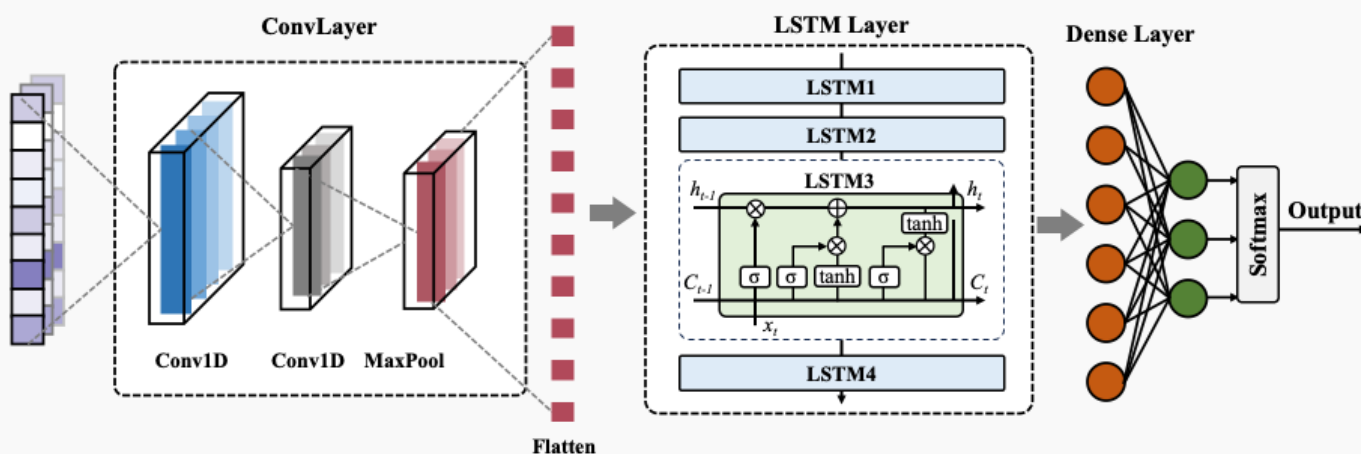 ConvLayer
Conv1D
Conv1D
MaxPool
Flatten
LSTM Layer
LSTM1
LSTM2
LSTM3
h_{t-1}
h_t
tanh
σ
σ
tanh
σ
C_{t-1}
C_t
x_t
LSTM4
Dense Layer
Softmax
Output